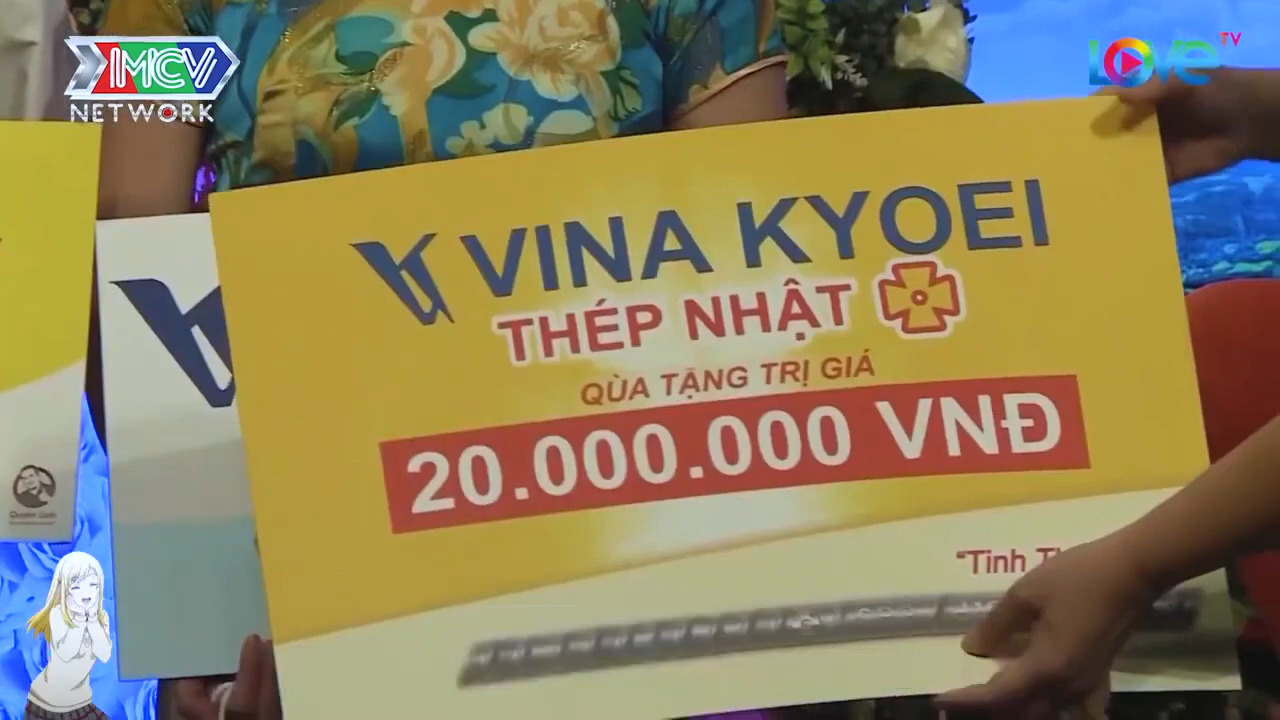 MCV
NETWORK
LOVE TV
VINA KYOEI
THÉP NHẬT
QÙA TẶNG TRỊ GIÁ
20.000.000 VNĐ
"Tinh